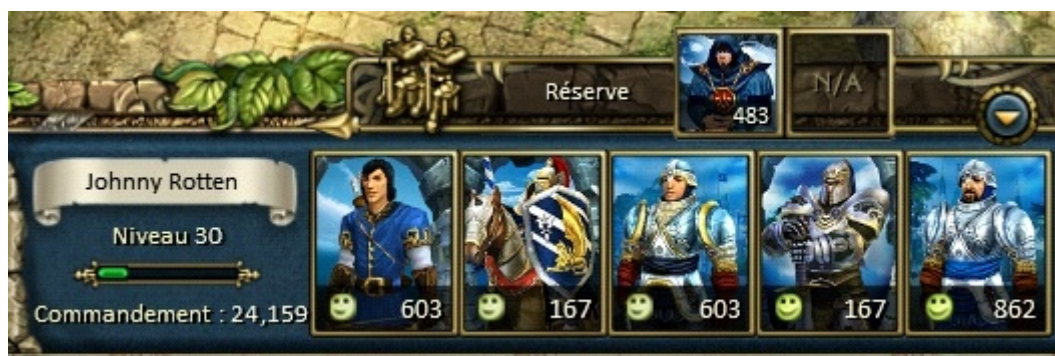 Réserve
483
N/A
Johnny Rotten
Niveau 30
Commandement : 24,159
603
167
603
167
862